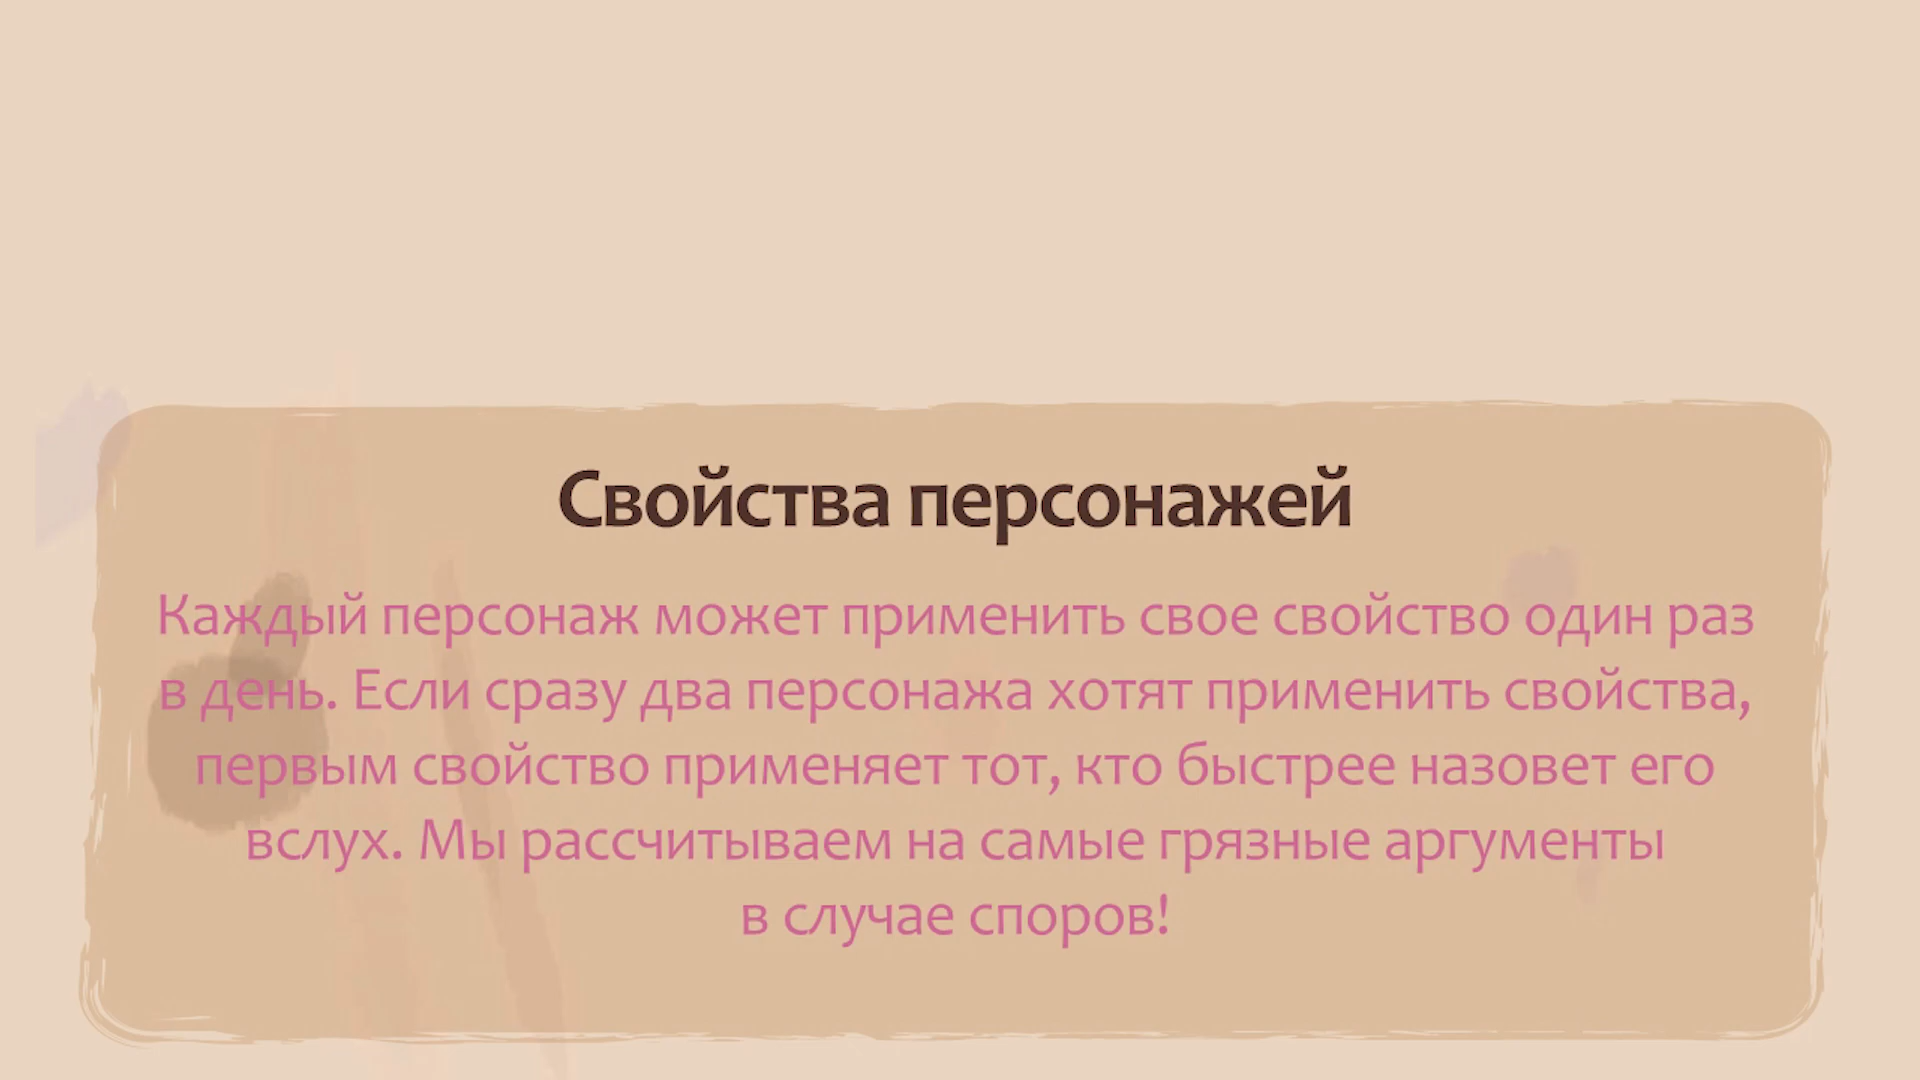 Свойства персонажей
Каждый персонаж может применить свое свойство один раз
в день. Если сразу два персонажа хотят применить свойства,
первым свойство применяет тот, кто быстрее назовет его
вслух. Мы рассчитываем на самые грязные аргументы
в случае споров!